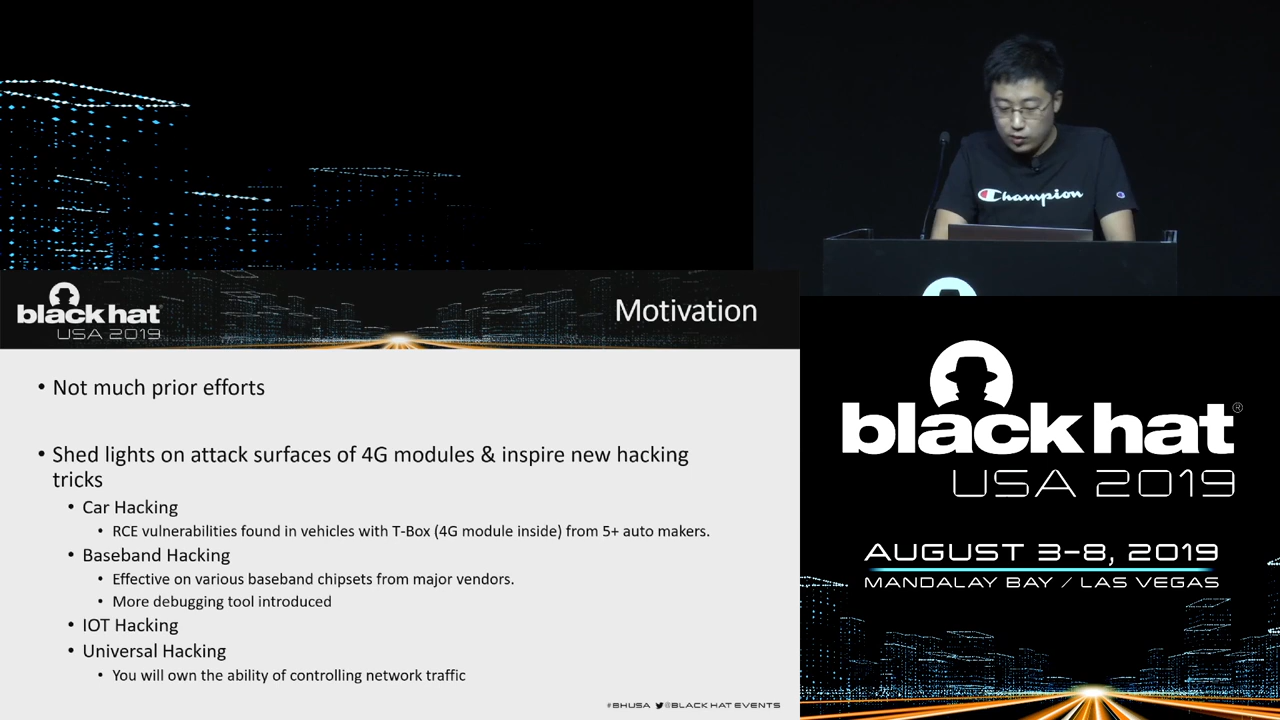 Champion
black hat
USA 2019
Motivation
• Not much prior efforts
• Shed lights on attack surfaces of 4G modules & inspire new hacking
tricks
• Car Hacking
• RCE vulnerabilities found in vehicles with T-Box (4G module inside) from 5+ auto makers.
• Baseband Hacking
• Effective on various baseband chipsets from major vendors.
• More debugging tool introduced
• IOT Hacking
• Universal Hacking
• You will own the ability of controlling network traffic
#BHUSA @BLACK HAT EVENTS
black hat®
USA 2019
AUGUST 3-8, 2019
MANDALAY BAY / LAS VEGAS